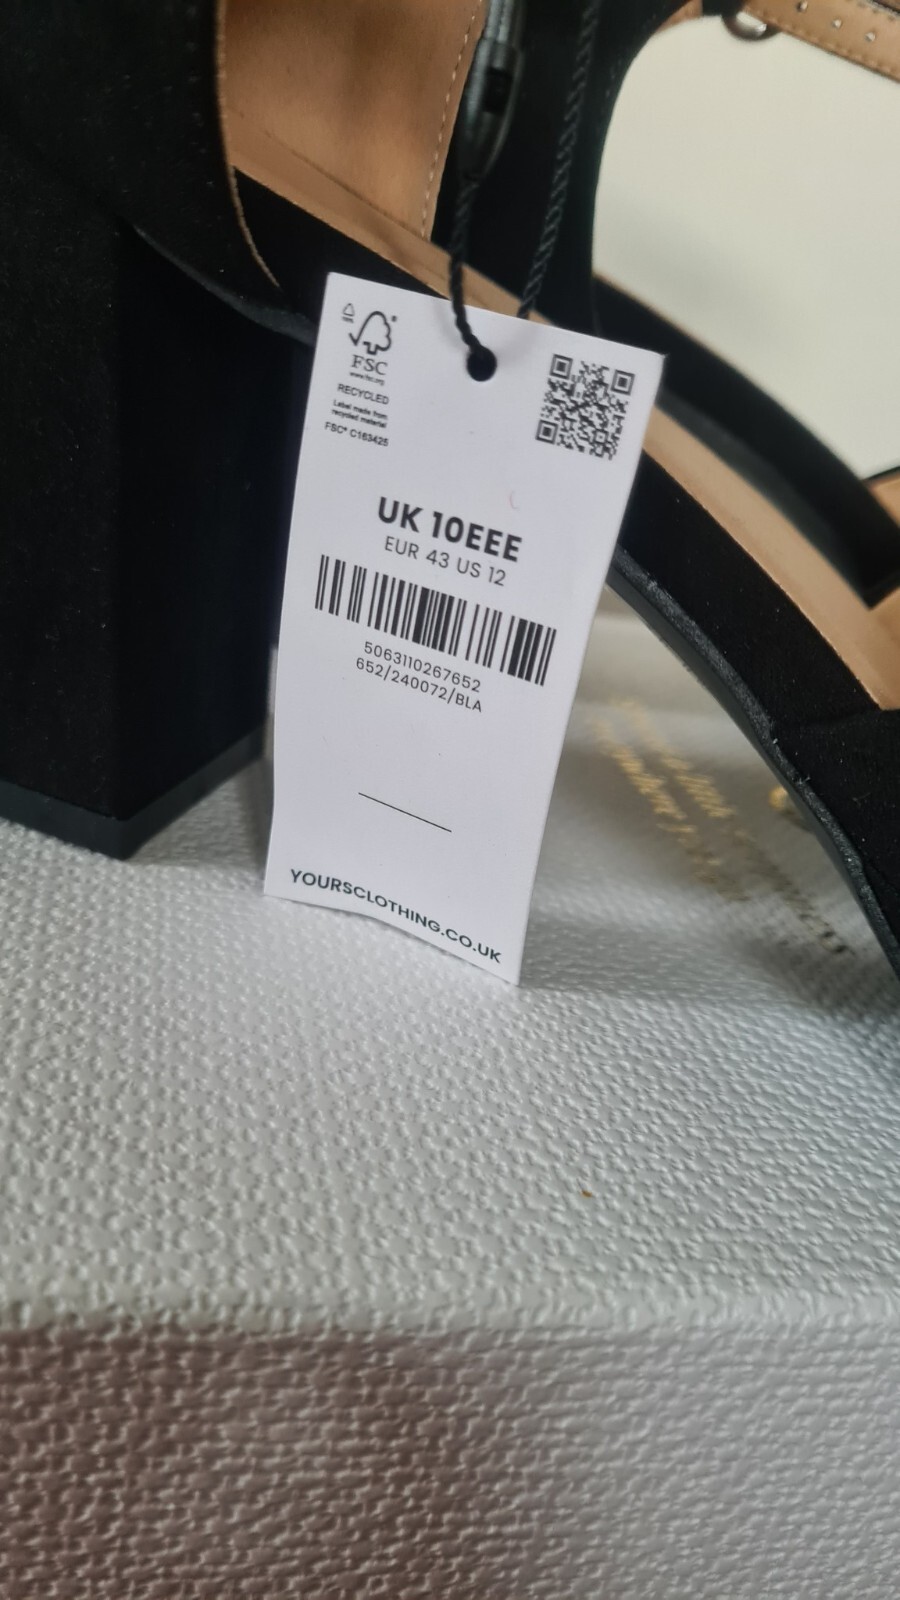 FSC
www.fsc.org
RECYCLED
Label made from
recycled material
FSC® C163425
UK 10EEE
EUR 43 US 12
5063110267652
652/240072/BLA
YOURSCLOTHING.CO.UK